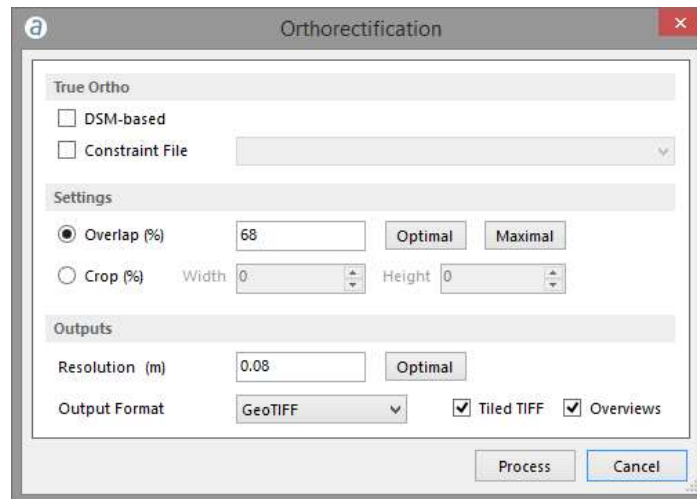 a Orthorectification x
True Ortho
DSM-based
Constraint File
Settings
Overlap (%) 68 Optimal Maximal
Crop (%) Width 0 Height 0
Outputs
Resolution (m) 0.08 Optimal
Output Format GeoTIFF Tiled TIFF Overviews
Process Cancel